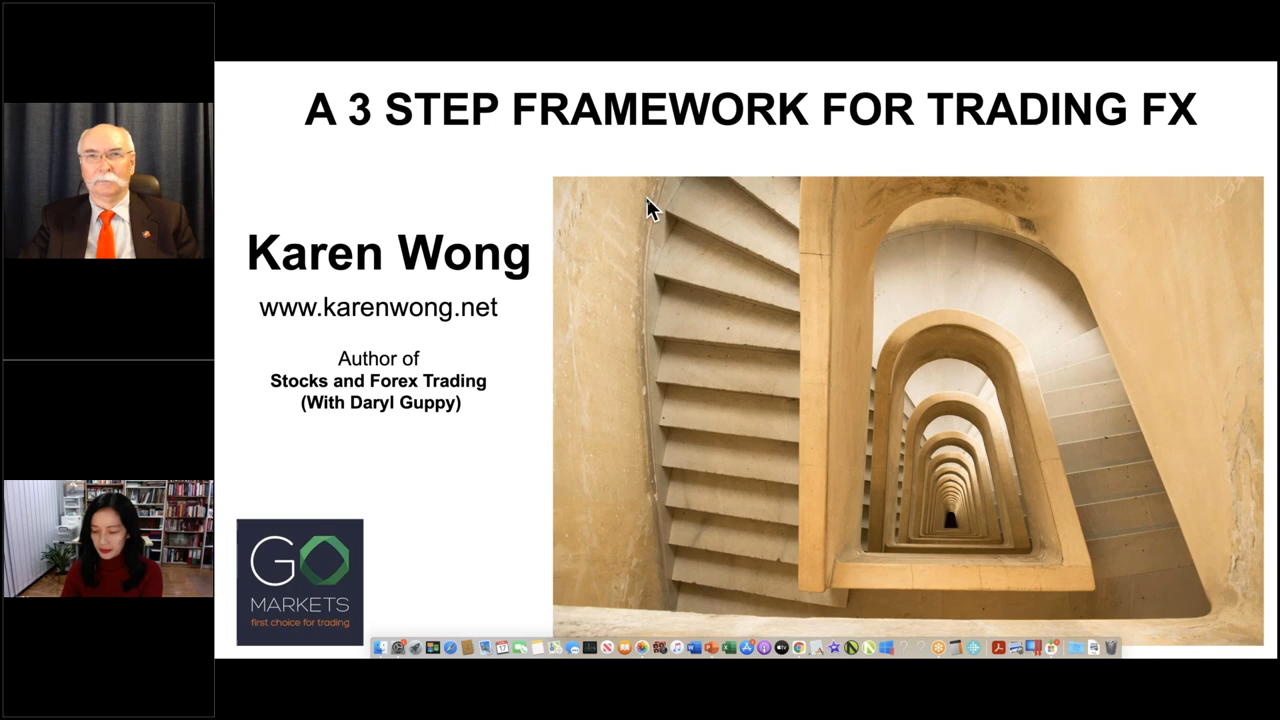 A 3 STEP FRAMEWORK FOR TRADING FX
Karen Wong
www.karenwong.net
Author of
Stocks and Forex Trading
(With Daryl Guppy)
GO
MARKETS
first choice for trading